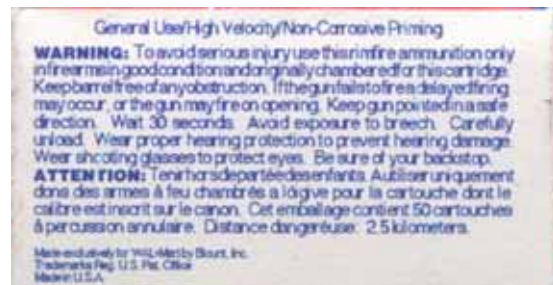 General Use/High Velocity/Non-Corrosive Priming
WARNING: To avoid serious injury use this rimfire ammunition only
in firearms in good condition and originally chambered for this cartridge.
Keep barrel free of any obstruction. If the gun fails to fire a delayed firing
may occur, or the gun may fire on opening. Keep gun pointed in a safe
direction. Wait 30 seconds. Avoid exposure to breech. Carefully
unload. Wear proper hearing protection to prevent hearing damage.
Wear shooting glasses to protect eyes. Be sure of your backstop.
ATTENTION: Tenir hors de partée des enfants. A utiliser uniquement
dons des armes à feu chambrés a lóigive por la cartouche dont le
calibre est inscrit sur le canon. Cet emballage contient 50 cartouches
á percussion annulaire. Distance dangeréuse: 2.5 kilometers.
Made exclusively for WAL-Mart by Blount, Inc.
Trademarks Reg. U.S. Pat. Office
Made in U.S.A.